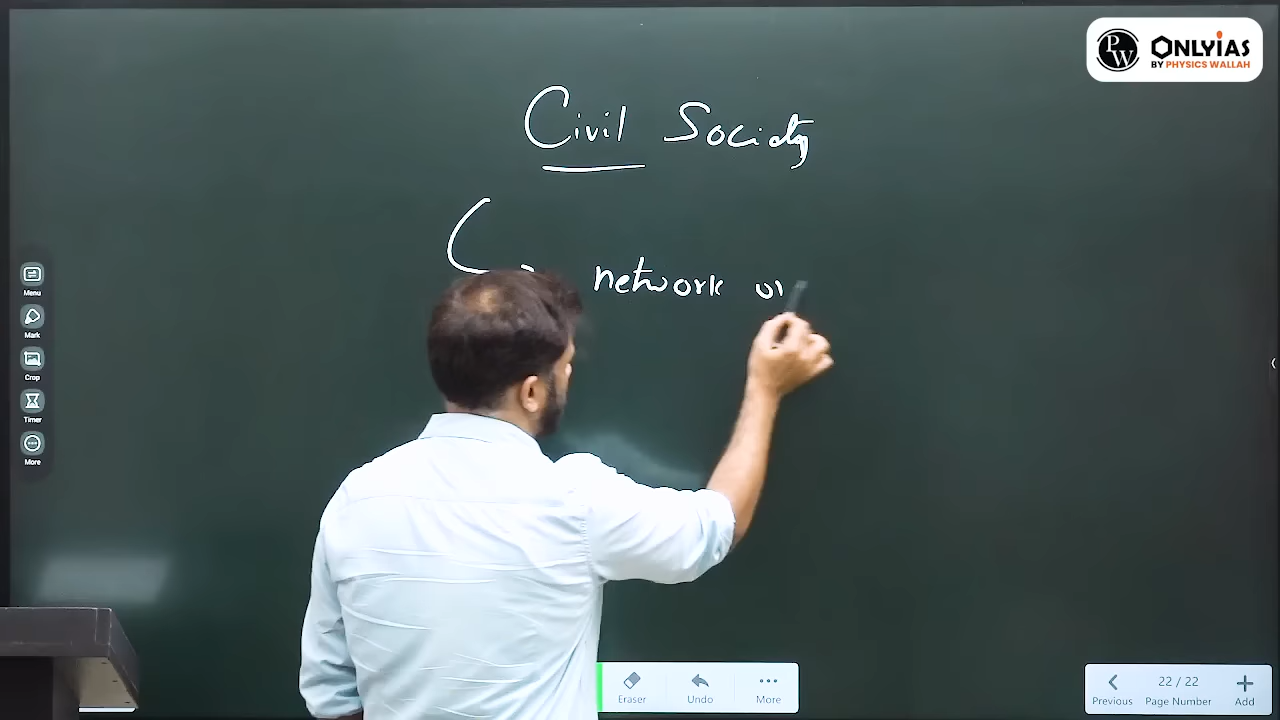 PW ONLYIAS
BY PHYSICS WALLAH
Civil Society
network
Menu
Mark
Crop
Timer
More
Eraser Undo More
22 / 22
Previous Page Number Add